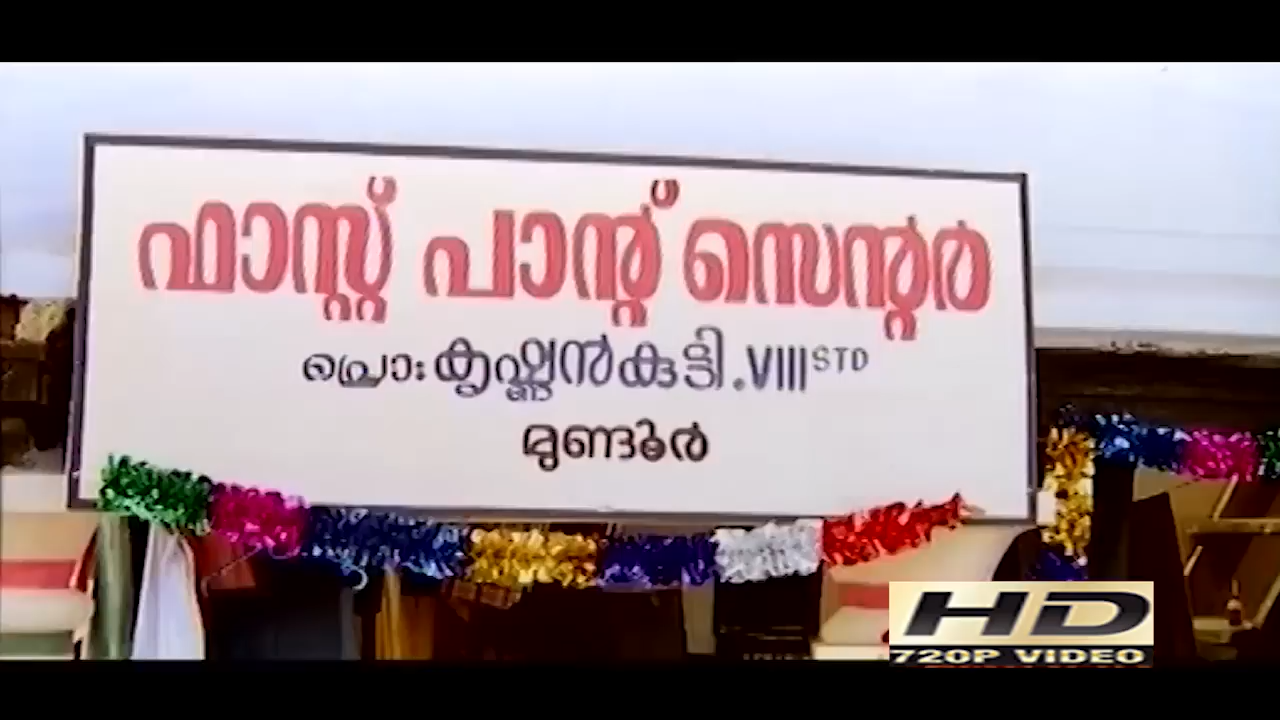 ഫാസ്റ്റ് പാന്റ് സെന്റർ
പ്രൊ: കൃഷ്ണൻകുട്ടി. VIII STD
മുണ്ടൂർ
HD
720P VIDEO